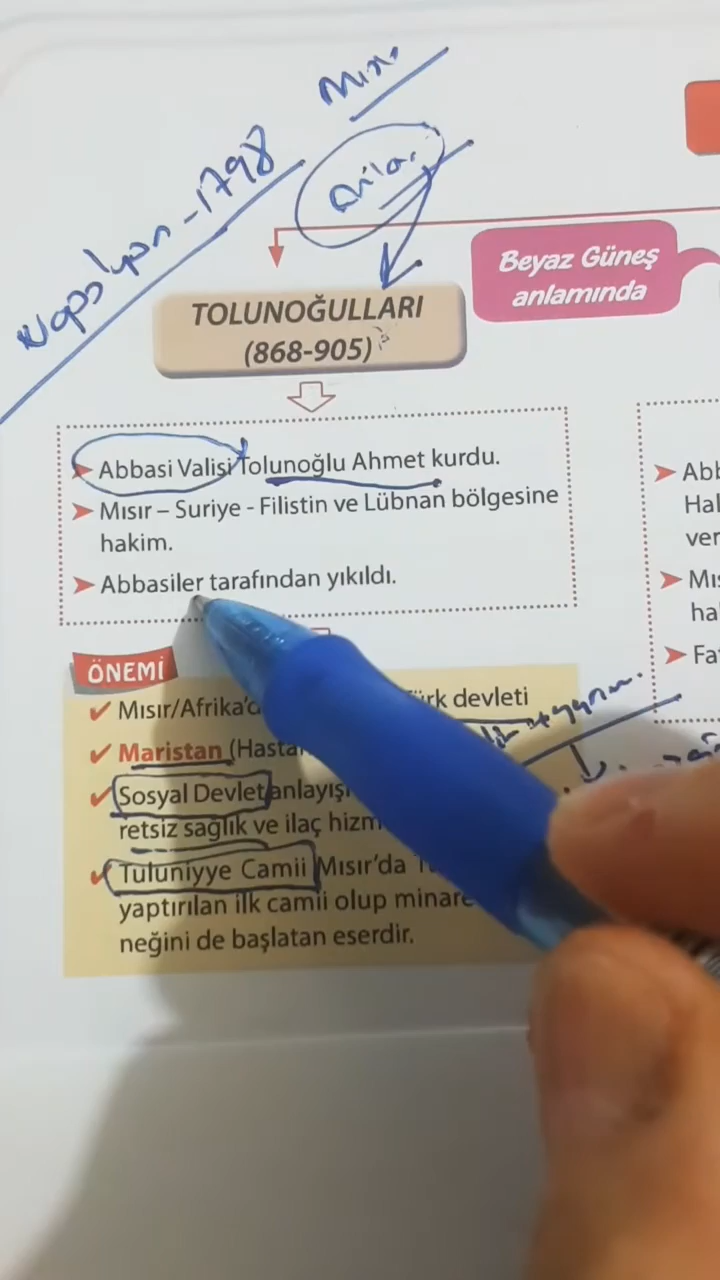 Mısır
Napolyon-1798
Beyaz Güneş
anlamında
TOLUNOĞULLARI
(868-905)
➤ Abbasi Valisi Tolunoğlu Ahmet kurdu.
➤ Mısır – Suriye - Filistin ve Lübnan bölgesine
hakim.
➤ Abbasiler tarafından yıkıldı.
➤ Abb
Hal
ver
➤ Mıs
ha
➤ Fa
ÖNEMİ
✔ Mısır/Afrika'd rk devleti
✔ Maristan (Hasta
✔ Sosyal Devlet anlayışı
retsiz sağlık ve ilaç hizm
✔ Tuluniyye Camii Mısır'da
yaptırılan ilk camii olup minare
neğini de başlatan eserdir.